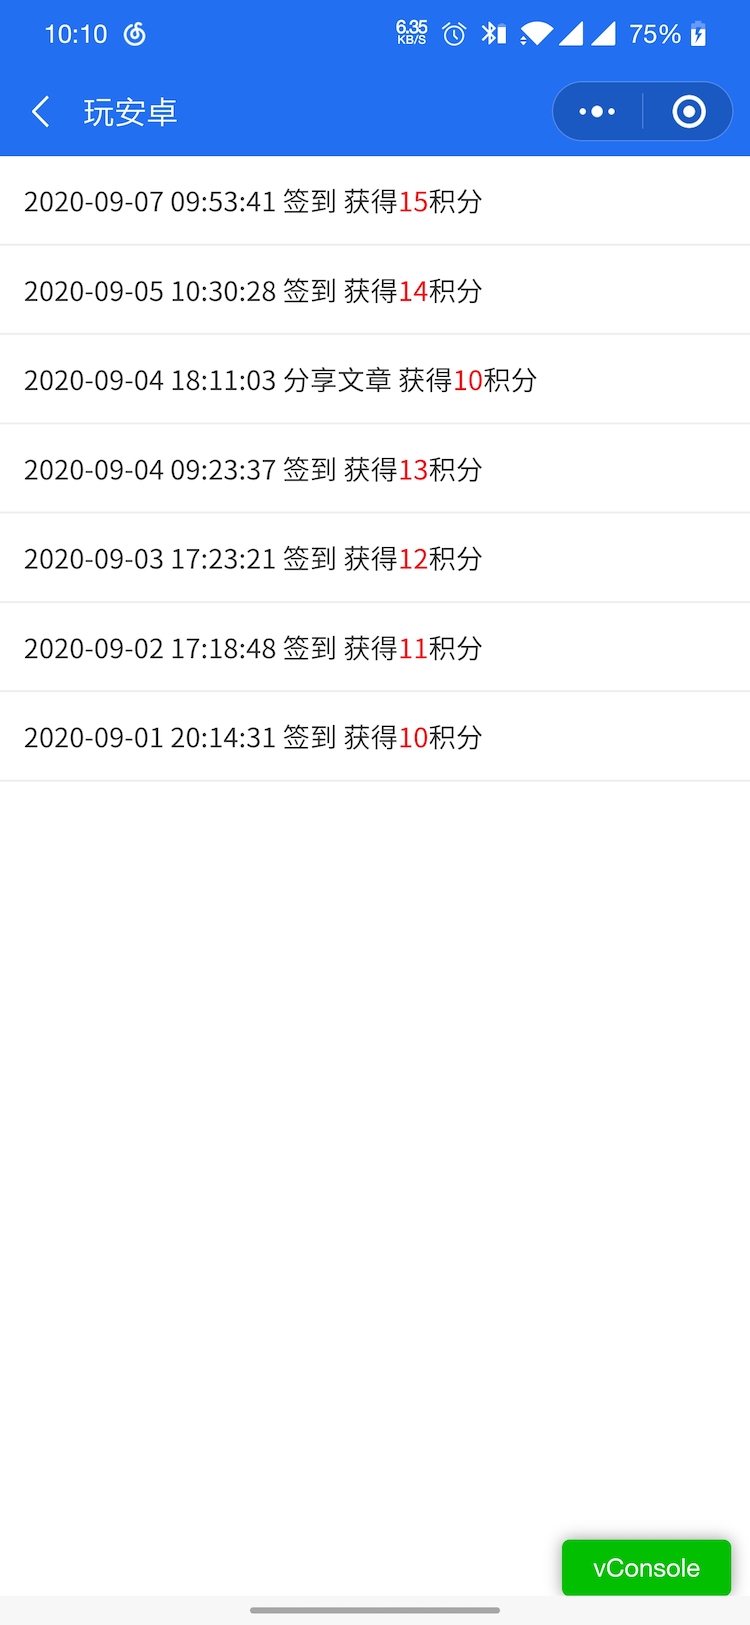 10:10 6.35 KB/S 75%
玩安卓
2020-09-07 09:53:41 签到 获得15积分
2020-09-05 10:30:28 签到 获得14积分
2020-09-04 18:11:03 分享文章 获得10积分
2020-09-04 09:23:37 签到 获得13积分
2020-09-03 17:23:21 签到 获得12积分
2020-09-02 17:18:48 签到 获得11积分
2020-09-01 20:14:31 签到 获得10积分
vConsole